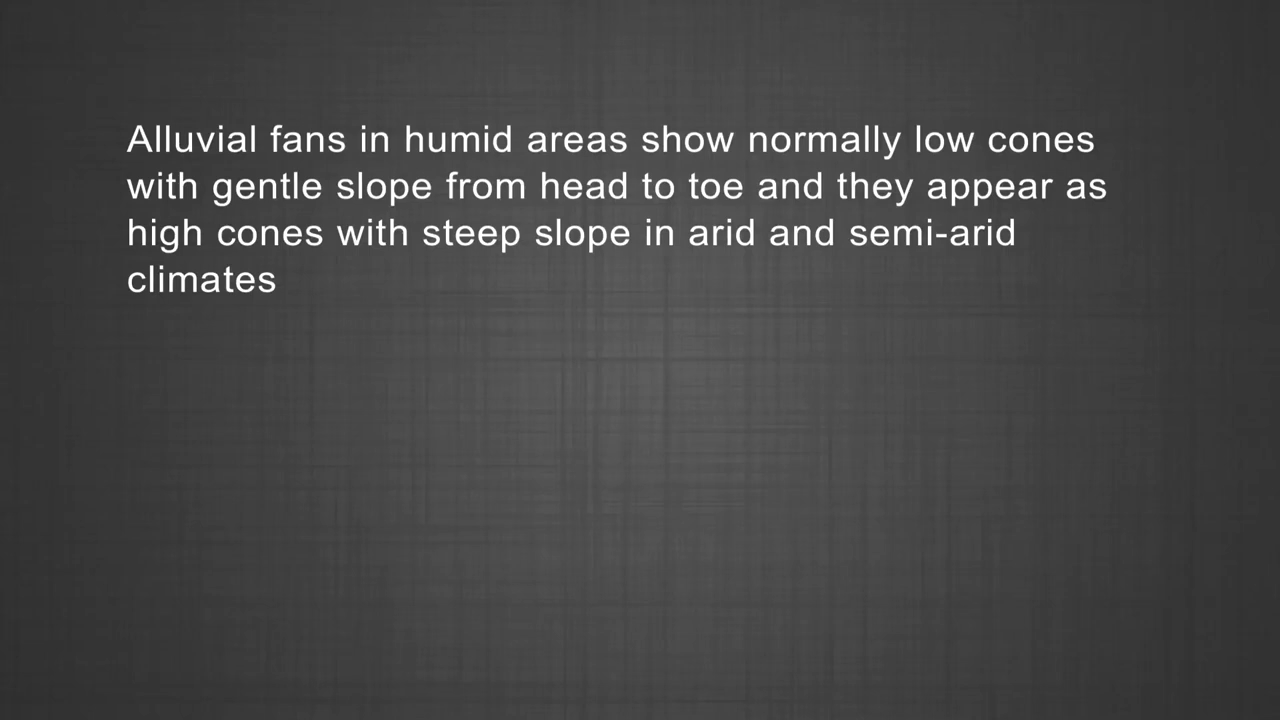 Alluvial fans in humid areas show normally low cones
with gentle slope from head to toe and they appear as
high cones with steep slope in arid and semi-arid
climates